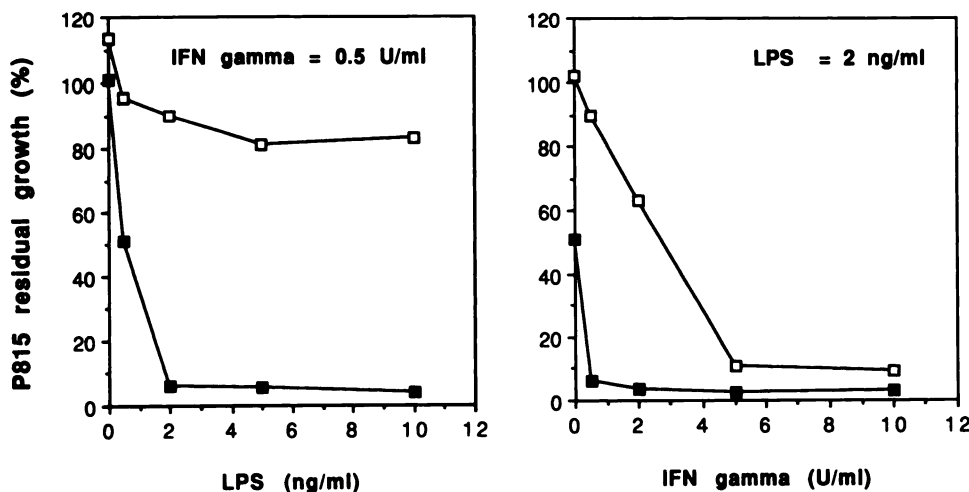 P815 residual growth (%)
120
100
80
60
40
20
0
IFN gamma = 0.5 U/ml
0 2 4 6 8 10 12
LPS (ng/ml)
120
100
80
60
40
20
0
LPS = 2 ng/ml
0 2 4 6 8 10 12
IFN gamma (U/ml)